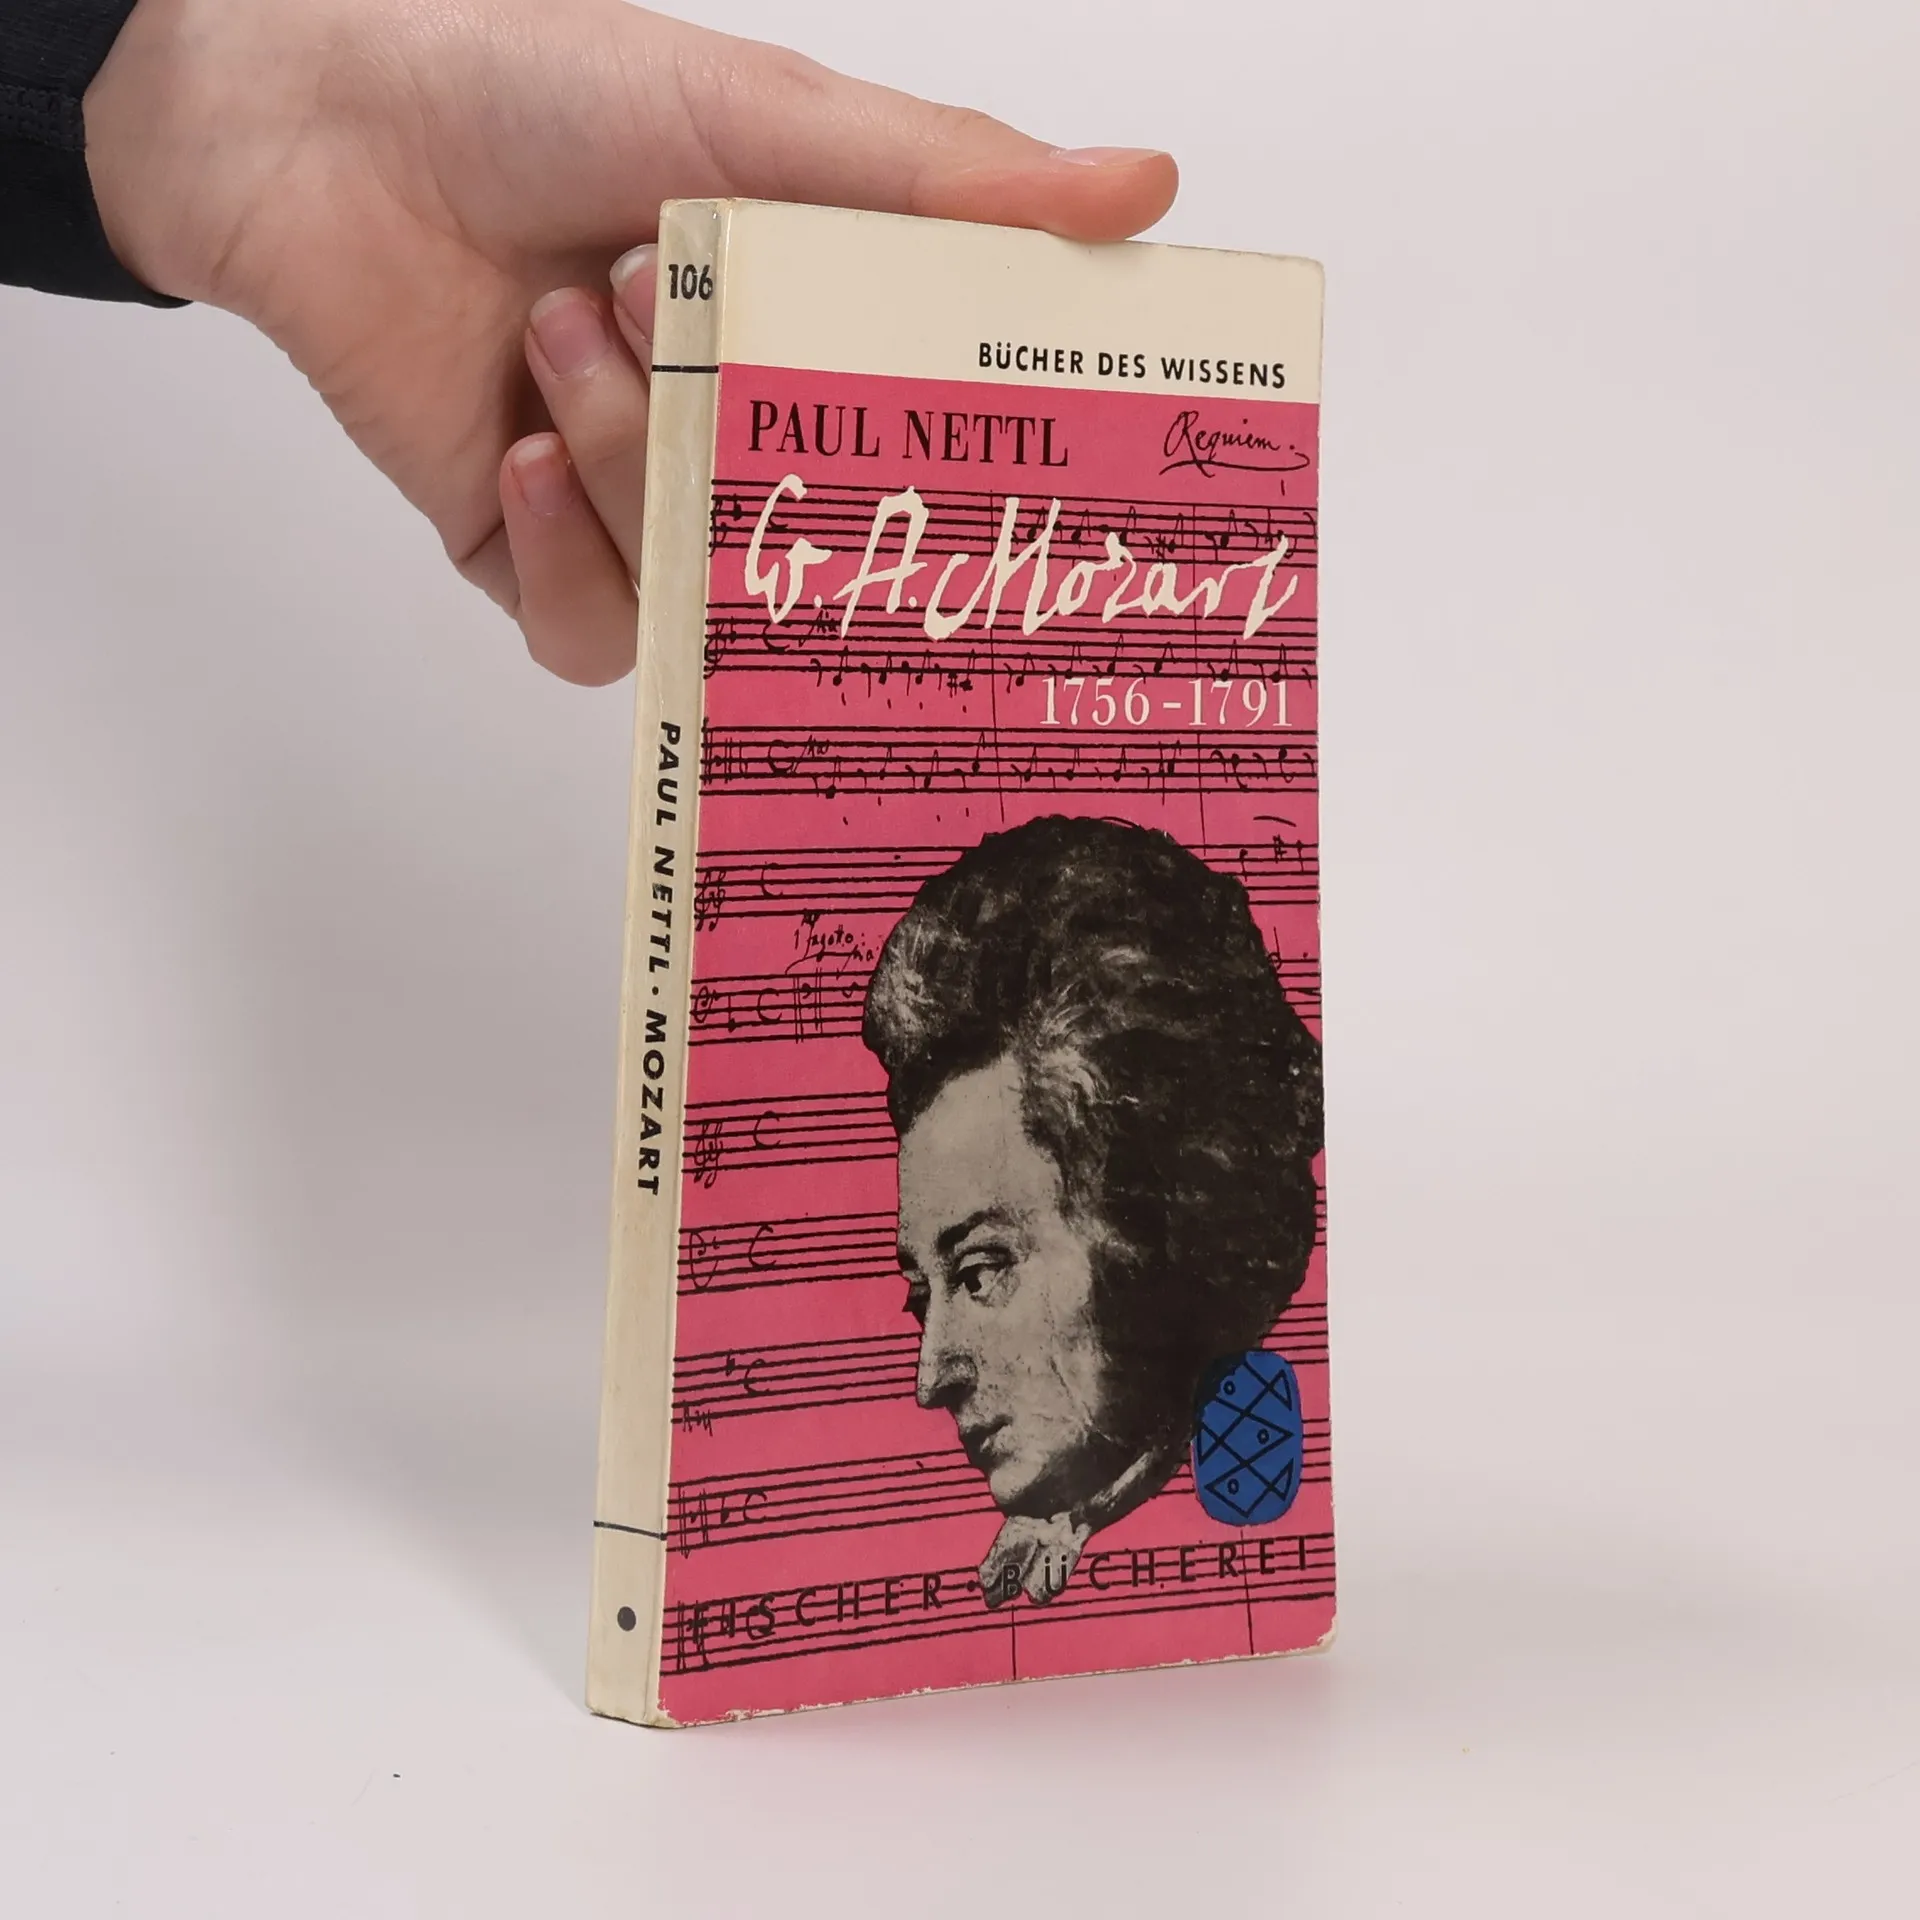 106
PAUL NETTL · MOZART
BÜCHER DES WISSENS
PAUL NETTL
Requiem.
W. A. Mozart
1756-1791
FISCHER · BÜCHEREI